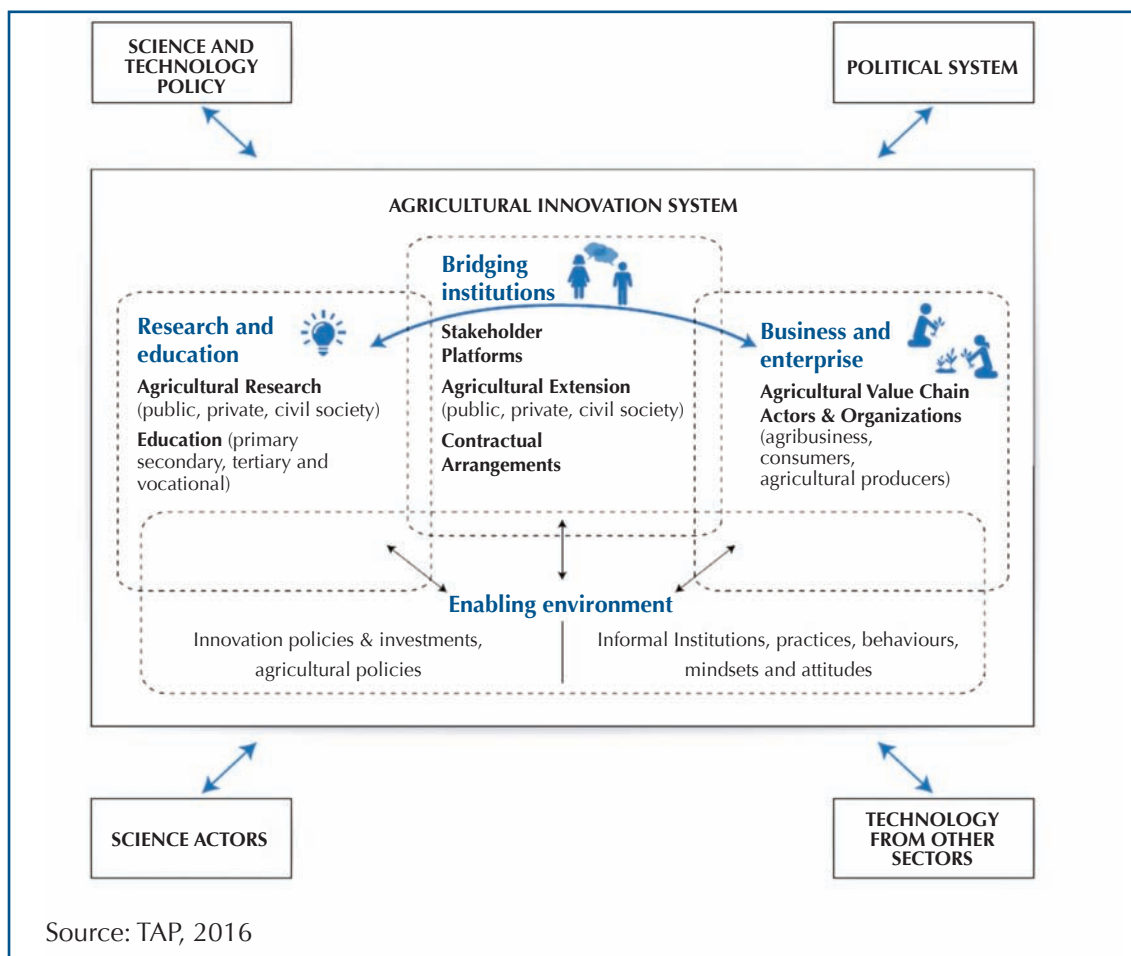 SCIENCE AND
TECHNOLOGY
POLICY
POLITICAL SYSTEM
AGRICULTURAL INNOVATION SYSTEM
Bridging
institutions
Research and
education
Business and
enterprise
Agricultural Research
(public, private, civil society)
Education (primary
secondary, tertiary and
vocational)
Stakeholder
Platforms
Agricultural Extension
(public, private, civil society)
Contractual
Arrangements
Agricultural Value Chain
Actors & Organizations
(agribusiness,
consumers,
agricultural producers)
Enabling environment
Innovation policies & investments,
agricultural policies
Informal Institutions, practices, behaviours,
mindsets and attitudes
SCIENCE ACTORS
TECHNOLOGY
FROM OTHER
SECTORS
Source: TAP, 2016